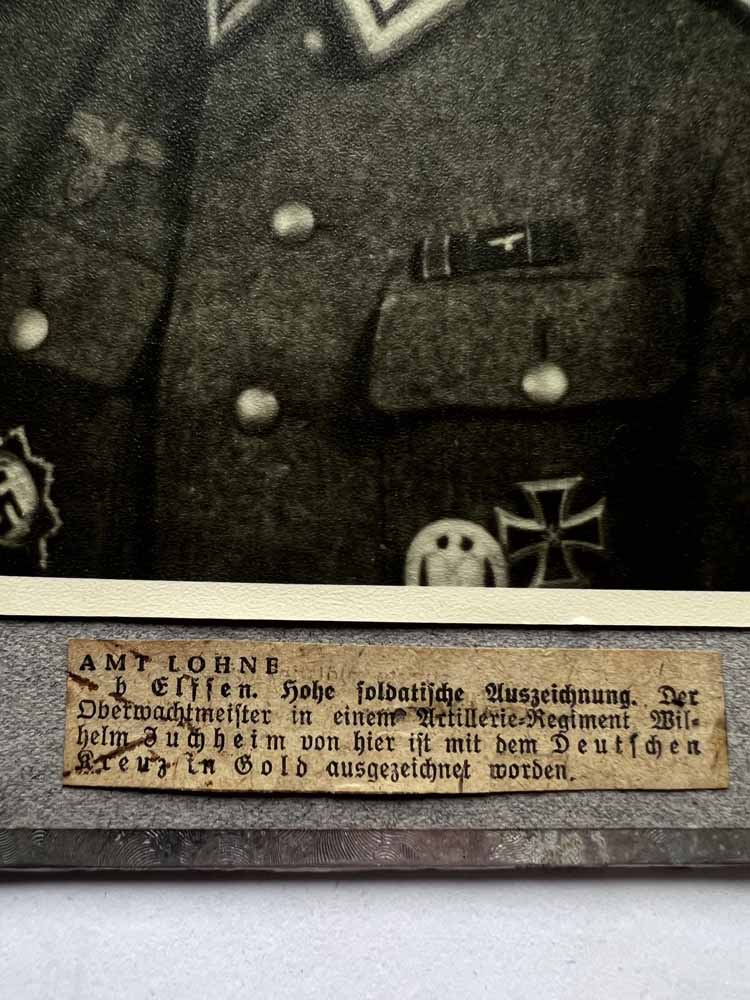 AMT LOHNE
b Elfsen. Hohe soldatische Auszeichnung. Der
Oberwachtmeister in einem Artillerie-Regiment Wil-
helm Juchheim von hier ist mit dem Deutschen
Kreuz in Gold ausgezeichnet worden.